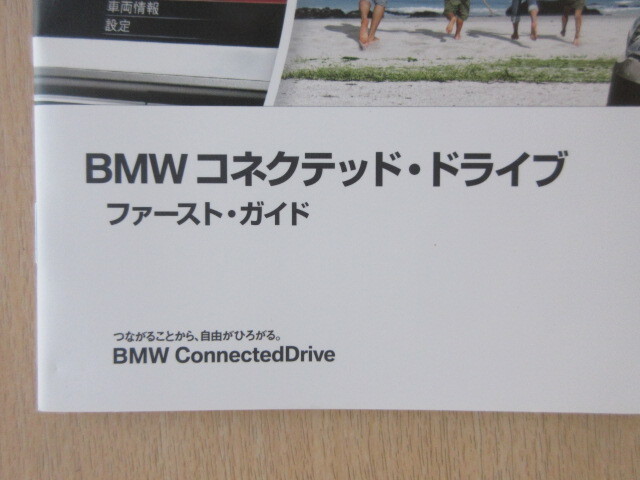 車両情報
設定
BMW コネクテッド・ドライブ
ファースト・ガイド
つながることから、自由がひろがる。
BMW ConnectedDrive